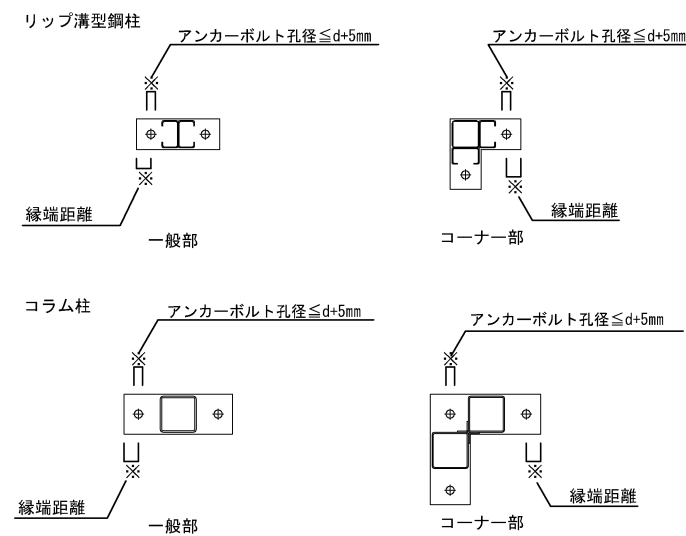 リップ溝型鋼柱
アンカーボルト孔径≦d+5mm
アンカーボルト孔径≦d+5mm
※
※
※
※
縁端距離
縁端距離
一般部
コーナー部
コラム柱
アンカーボルト孔径≦d+5mm
アンカーボルト孔径≦d+5mm
※
※
※
※
縁端距離
縁端距離
一般部
コーナー部